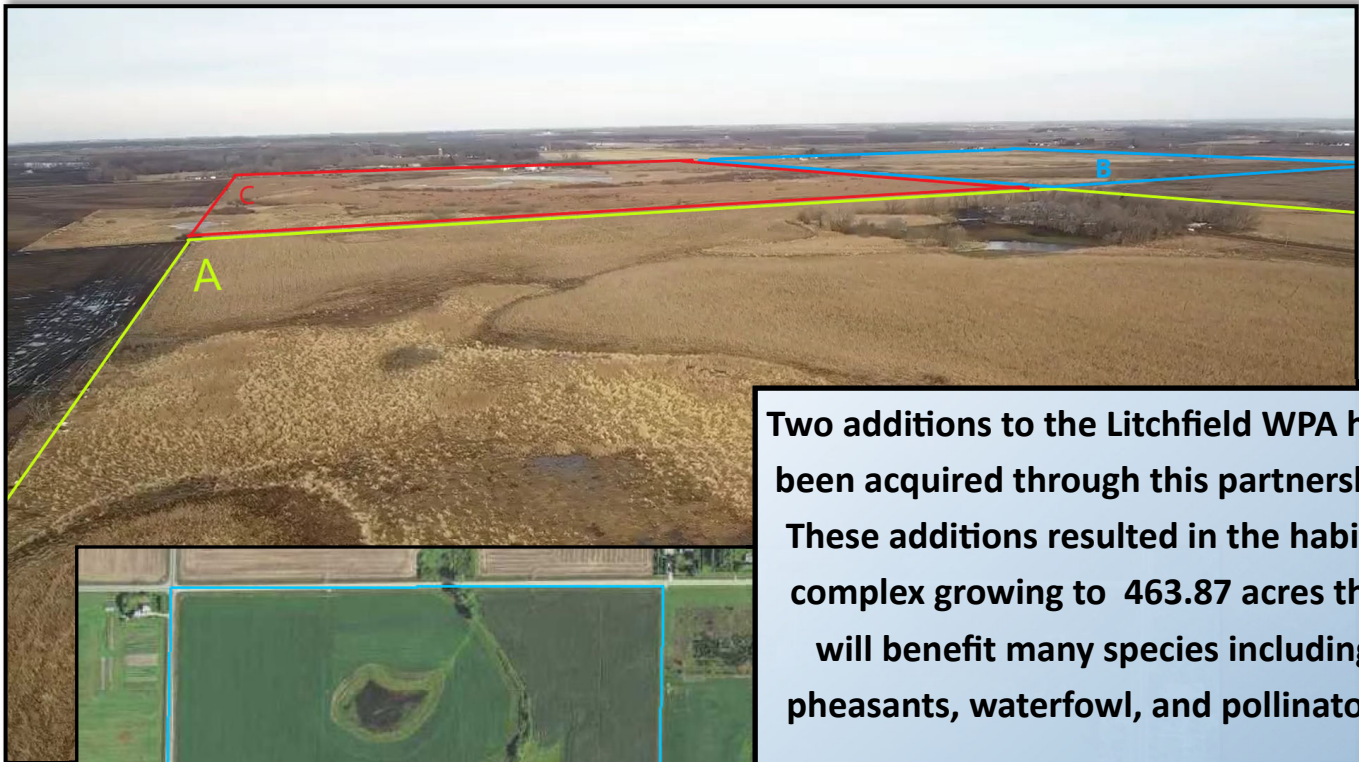 C
B
A
Two additions to the Litchfield WPA h
been acquired through this partnersh
These additions resulted in the habi
complex growing to 463.87 acres th
will benefit many species including
pheasants, waterfowl, and pollinato